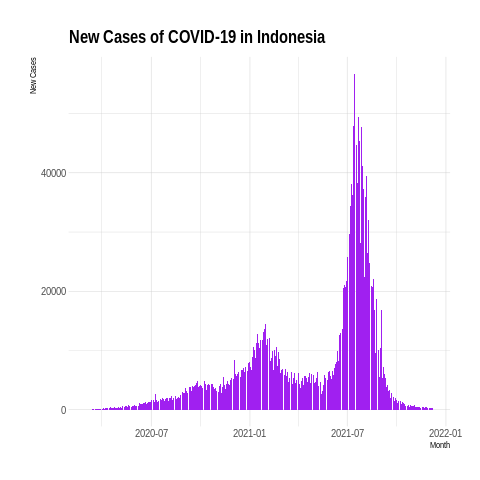 New Cases of COVID-19 in Indonesia
New Cases
40000
20000
0
2020-07 2021-01 2021-07 2022-01
Month